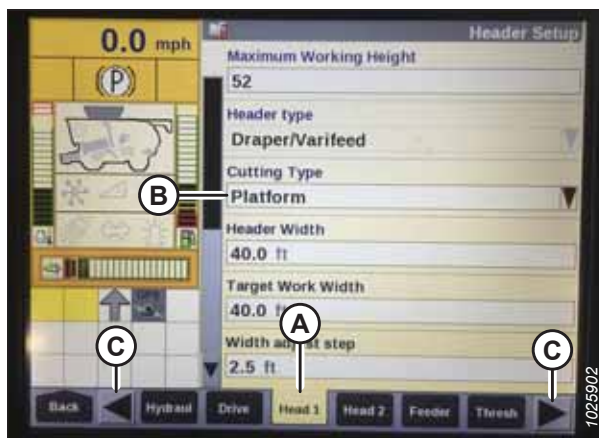 0.0 mph
(P)
Header Setup
Maximum Working Height
52
Header type
Draper/Varifeed
Cutting Type
B
Platform
Header Width
40.0 ft
Target Work Width
40.0 ft
A
Width adjust step
2.5 ft
C
C
Back
Hydraul
Drive
Head 1
Head 2
Feeder
Thresh
1025902